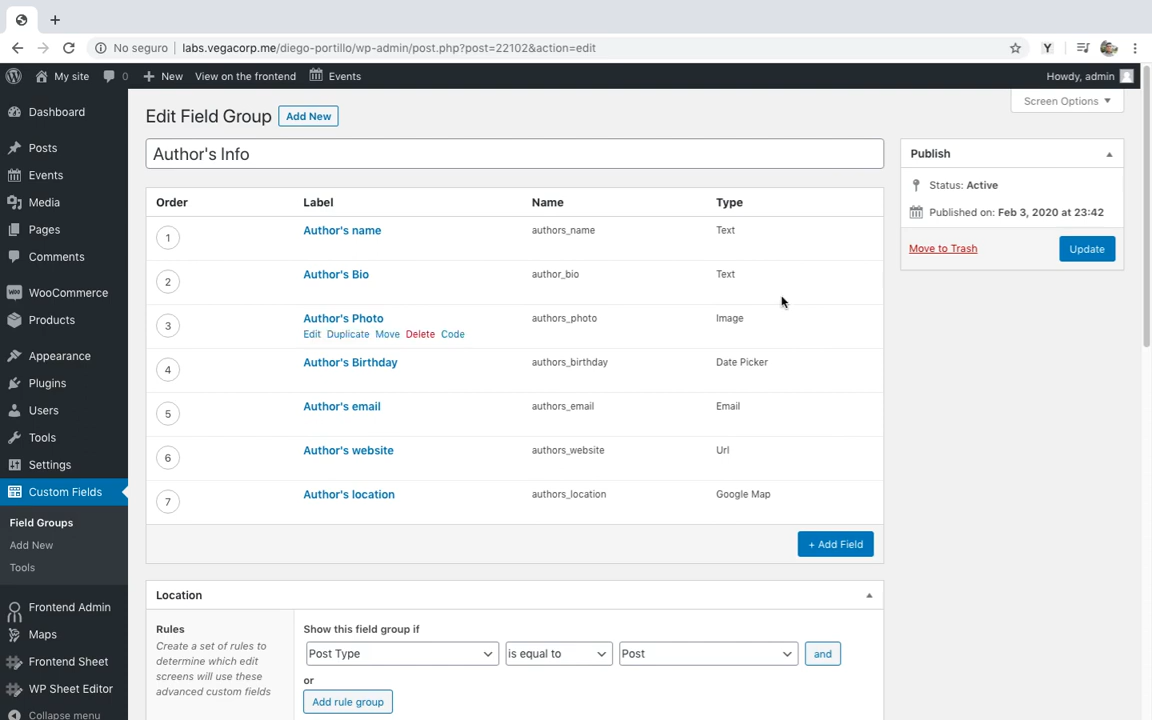 No seguro labs.vegacorp.me/diego-portillo/wp-admin/post.php?post=22102&action=edit
My site 0 New View on the frontend Events Howdy, admin
Screen Options
Dashboard
Posts
Events
Media
Pages
Comments
WooCommerce
Products
Appearance
Plugins
Users
Tools
Settings
Custom Fields
Field Groups
Add New
Tools
Frontend Admin
Maps
Frontend Sheet
WP Sheet Editor
Collapse menu
Edit Field Group Add New
Author's Info
Order Label Name Type
1 Author's name authors_name Text
2 Author's Bio author_bio Text
3 Author's Photo authors_photo Image
Edit Duplicate Move Delete Code
4 Author's Birthday authors_birthday Date Picker
5 Author's email authors_email Email
6 Author's website authors_website Url
7 Author's location authors_location Google Map
+ Add Field
Location
Rules
Create a set of rules to
determine which edit
screens will use these
advanced custom fields
Show this field group if
Post Type is equal to Post and
or
Add rule group
Publish
Status: Active
Published on: Feb 3, 2020 at 23:42
Move to Trash Update